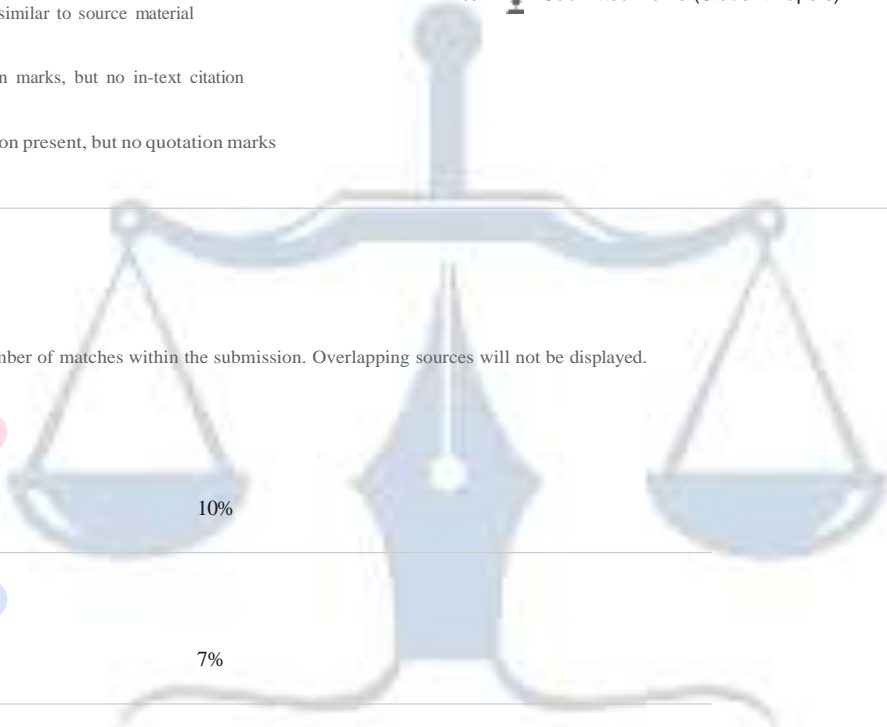 similar to source material
n marks, but no in-text citation
on present, but no quotation marks
mber of matches within the submission. Overlapping sources will not be displayed.
10%
7%